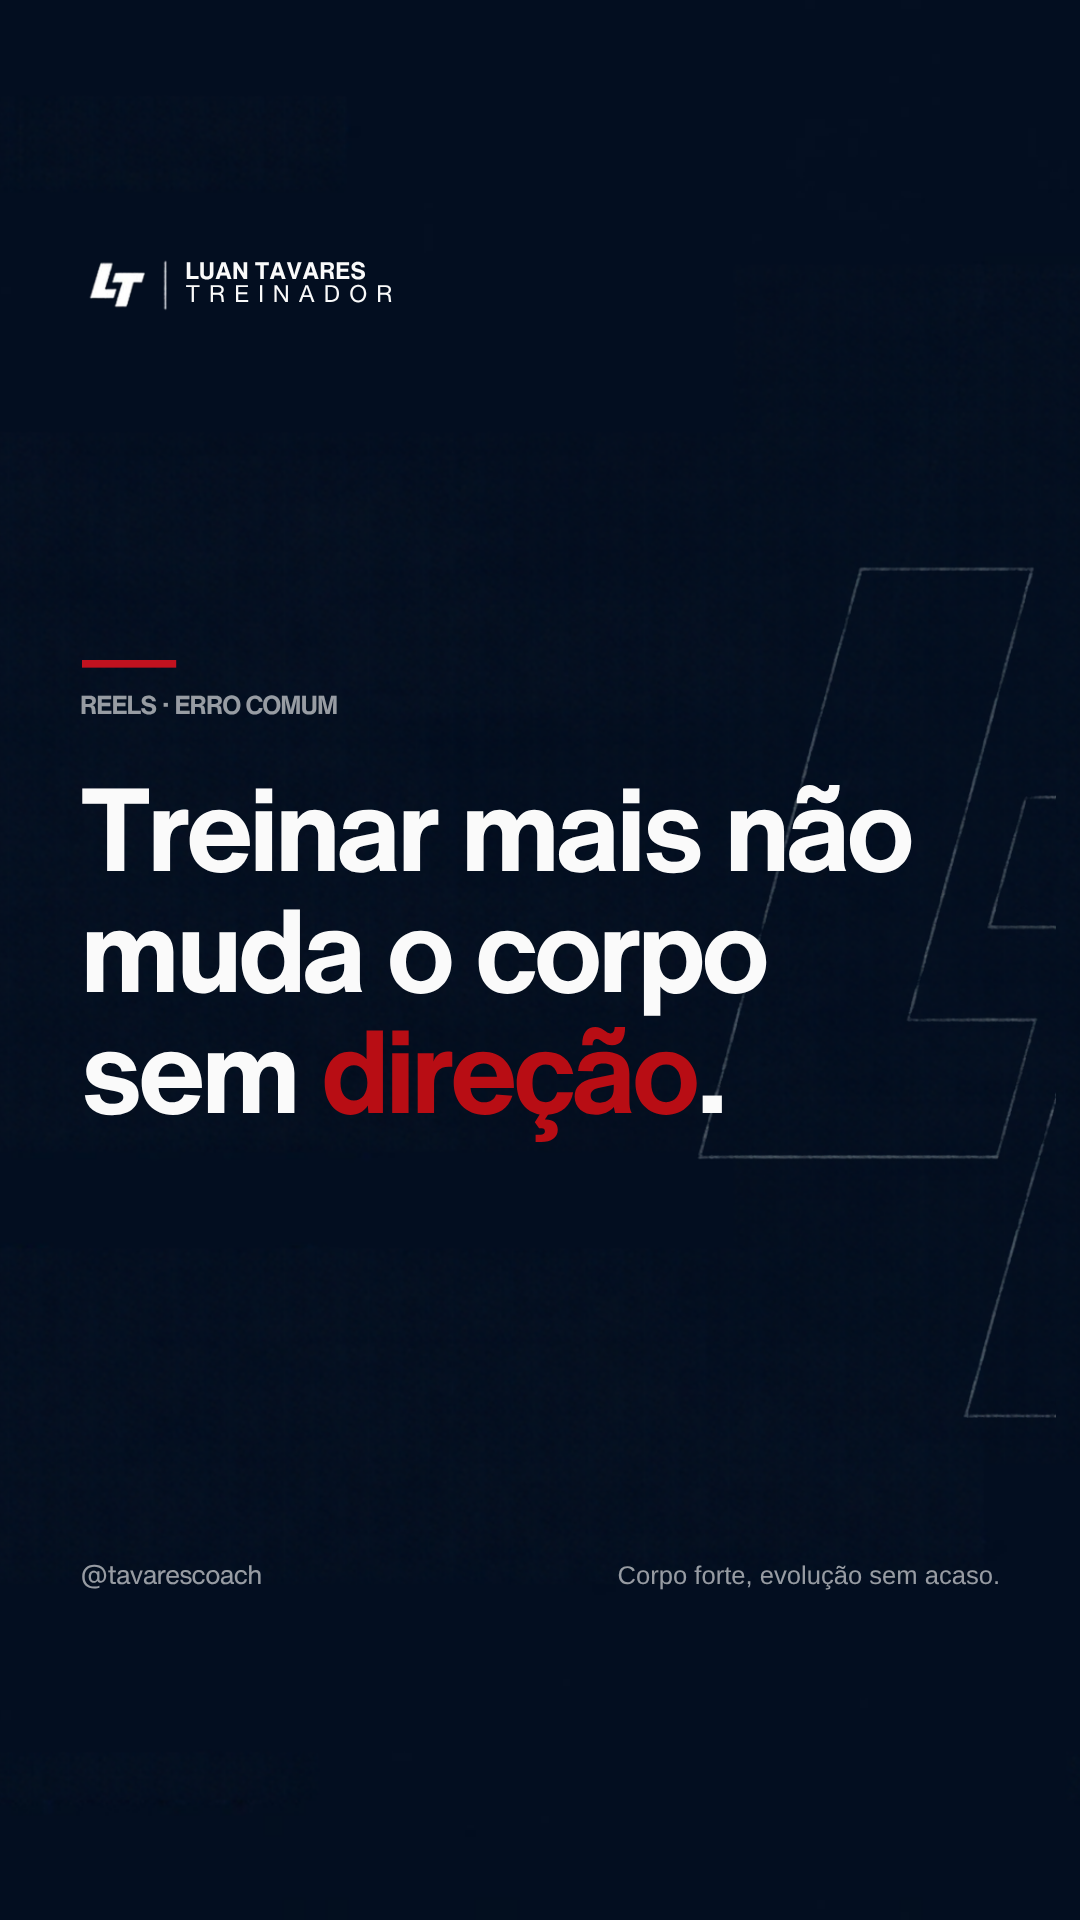 LT
LUAN TAVARES
TREINADOR
REELS · ERRO COMUM
Treinar mais não
muda o corpo
sem direção.
@tavarescoach
Corpo forte, evolução sem acaso.